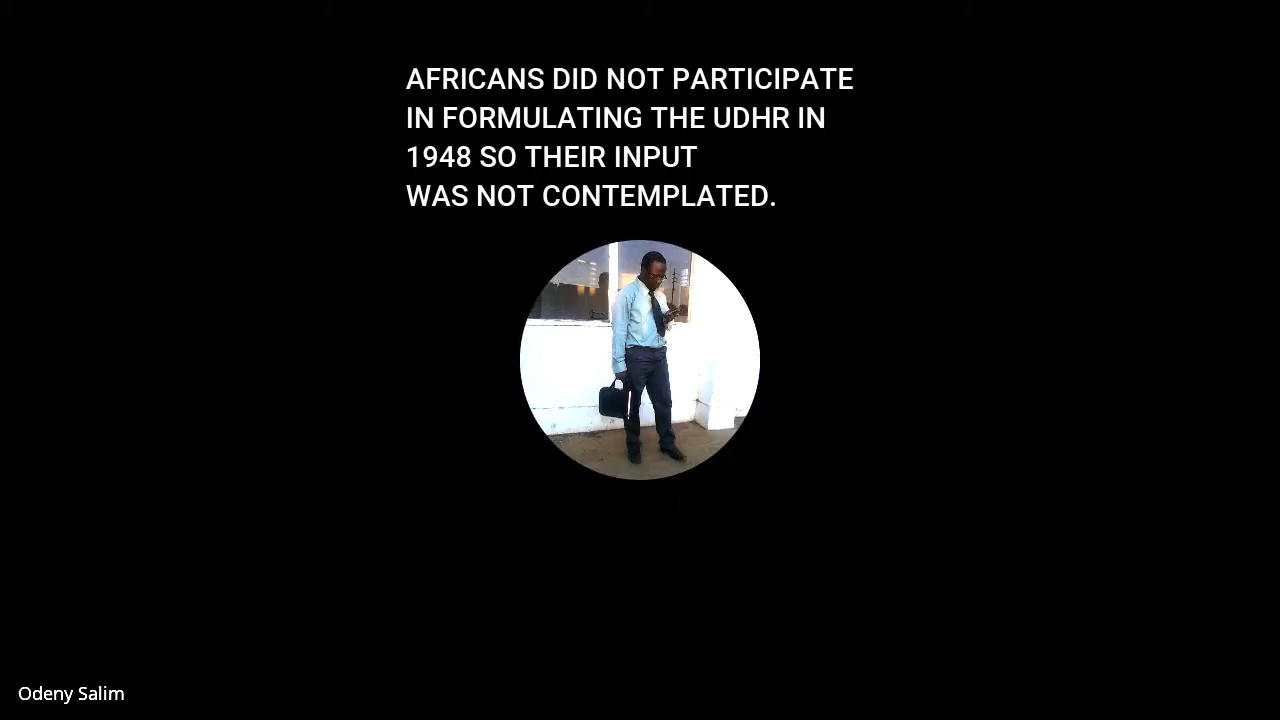 AFRICANS DID NOT PARTICIPATE
IN FORMULATING THE UDHR IN
1948 SO THEIR INPUT
WAS NOT CONTEMPLATED.
Odeny Salim